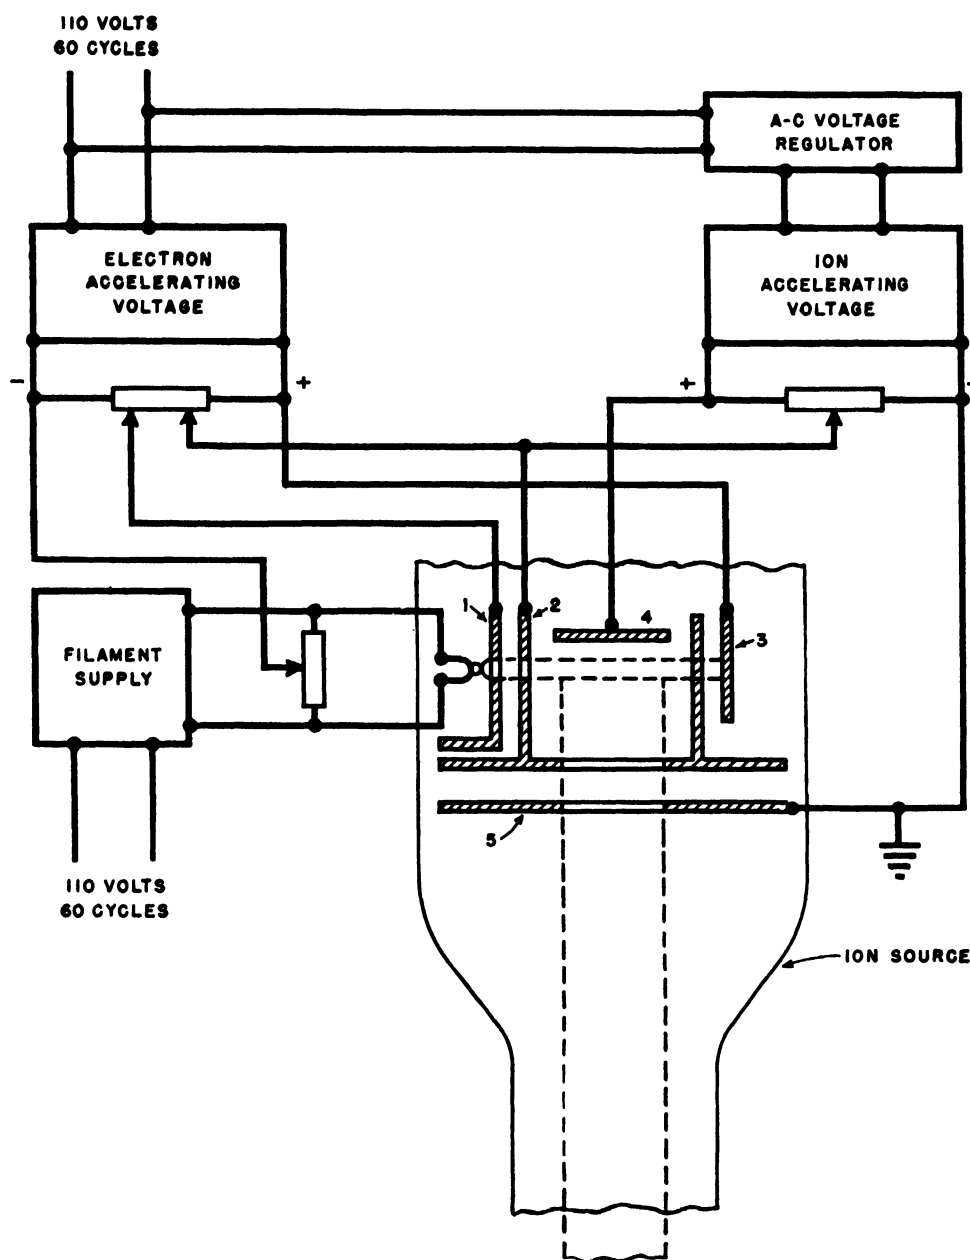 110 VOLTS
60 CYCLES
A-C VOLTAGE
REGULATOR
ELECTRON
ACCELERATING
VOLTAGE
ION
ACCELERATING
VOLTAGE
-
+
+
-
FILAMENT
SUPPLY
1
2
4
3
5
110 VOLTS
60 CYCLES
ION SOURCE